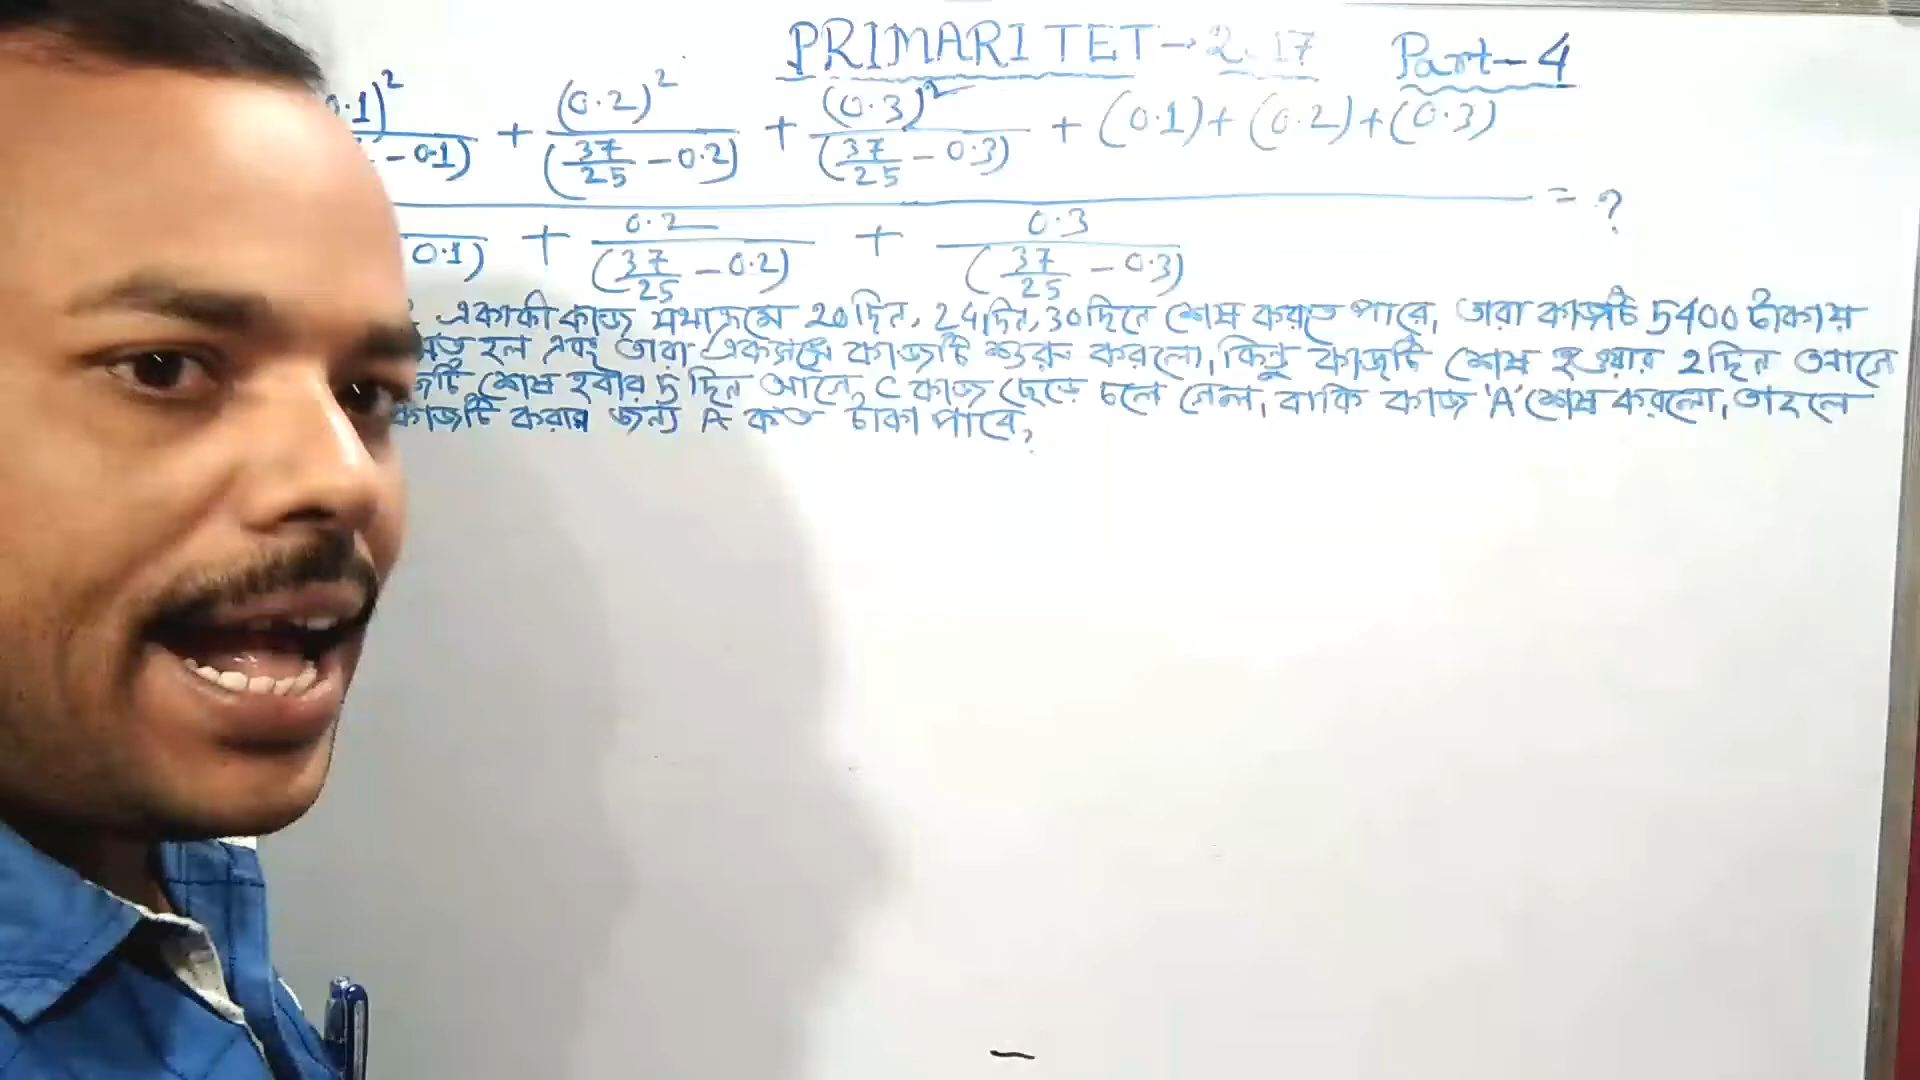 PRIMARI TET→2.17 Part-4
0.1)² / - 0.1) + (0.2)² / (37/25 - 0.2) + (0.3)² / (37/25 - 0.3) + (0.1)+(0.2)+(0.3)
= ?
0.1) + 0.2 / (37/25 - 0.2) + 0.3 / (37/25 - 0.3)
একাকী কাজ যথাক্রমে 20দিন, 24দিন, 30দিনে শেষ করতে পারে, তারা কাজটি 5400 টাকায়
হল এবং তারা একসঙ্গে কাজটি শুরু করলো, কিন্তু কাজটি শেষ হওয়ার 2দিন আগে
শেষ হবার 5 দিন আগে, C কাজ ছেড়ে চলে গেল, বাকি কাজ 'A' শেষ করলো, তাহলে
কাজটি করার জন্য A কত টাকা পাবে,